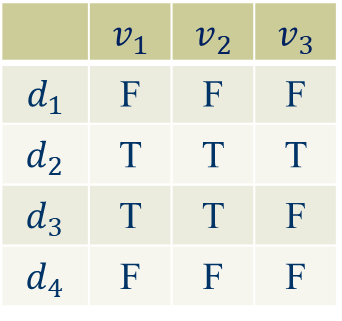 v₁ v₂ v₃
d₁ F F F
d₂ T T T
d₃ T T F
d₄ F F F